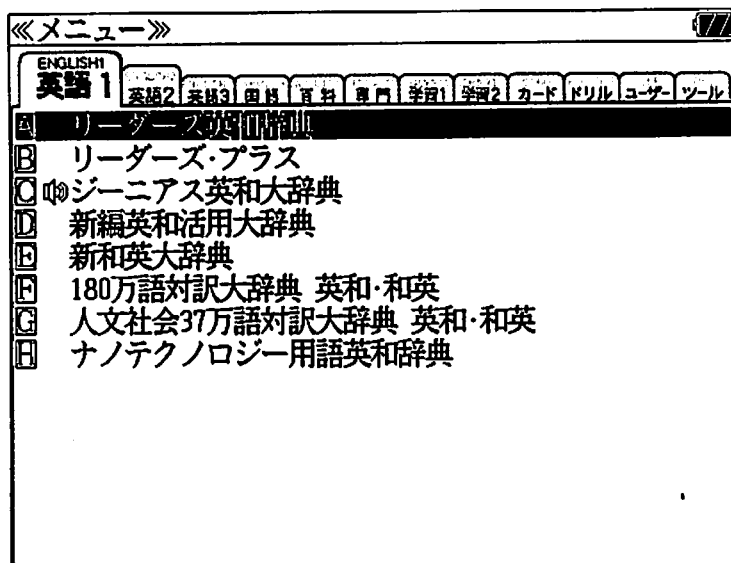 ≪メニュー≫
ENGLISH1
英語1 英語2 英語3 国語 百科 専門 学習1 学習2 カード ドリル ユーザー ツール
A リーダーズ英和辞典
B リーダーズ・プラス
C ジーニアス英和大辞典
D 新編英和活用大辞典
E 新和英大辞典
F 180万語対訳大辞典 英和・和英
G 人文社会37万語対訳大辞典 英和・和英
H ナノテクノロジー用語英和辞典